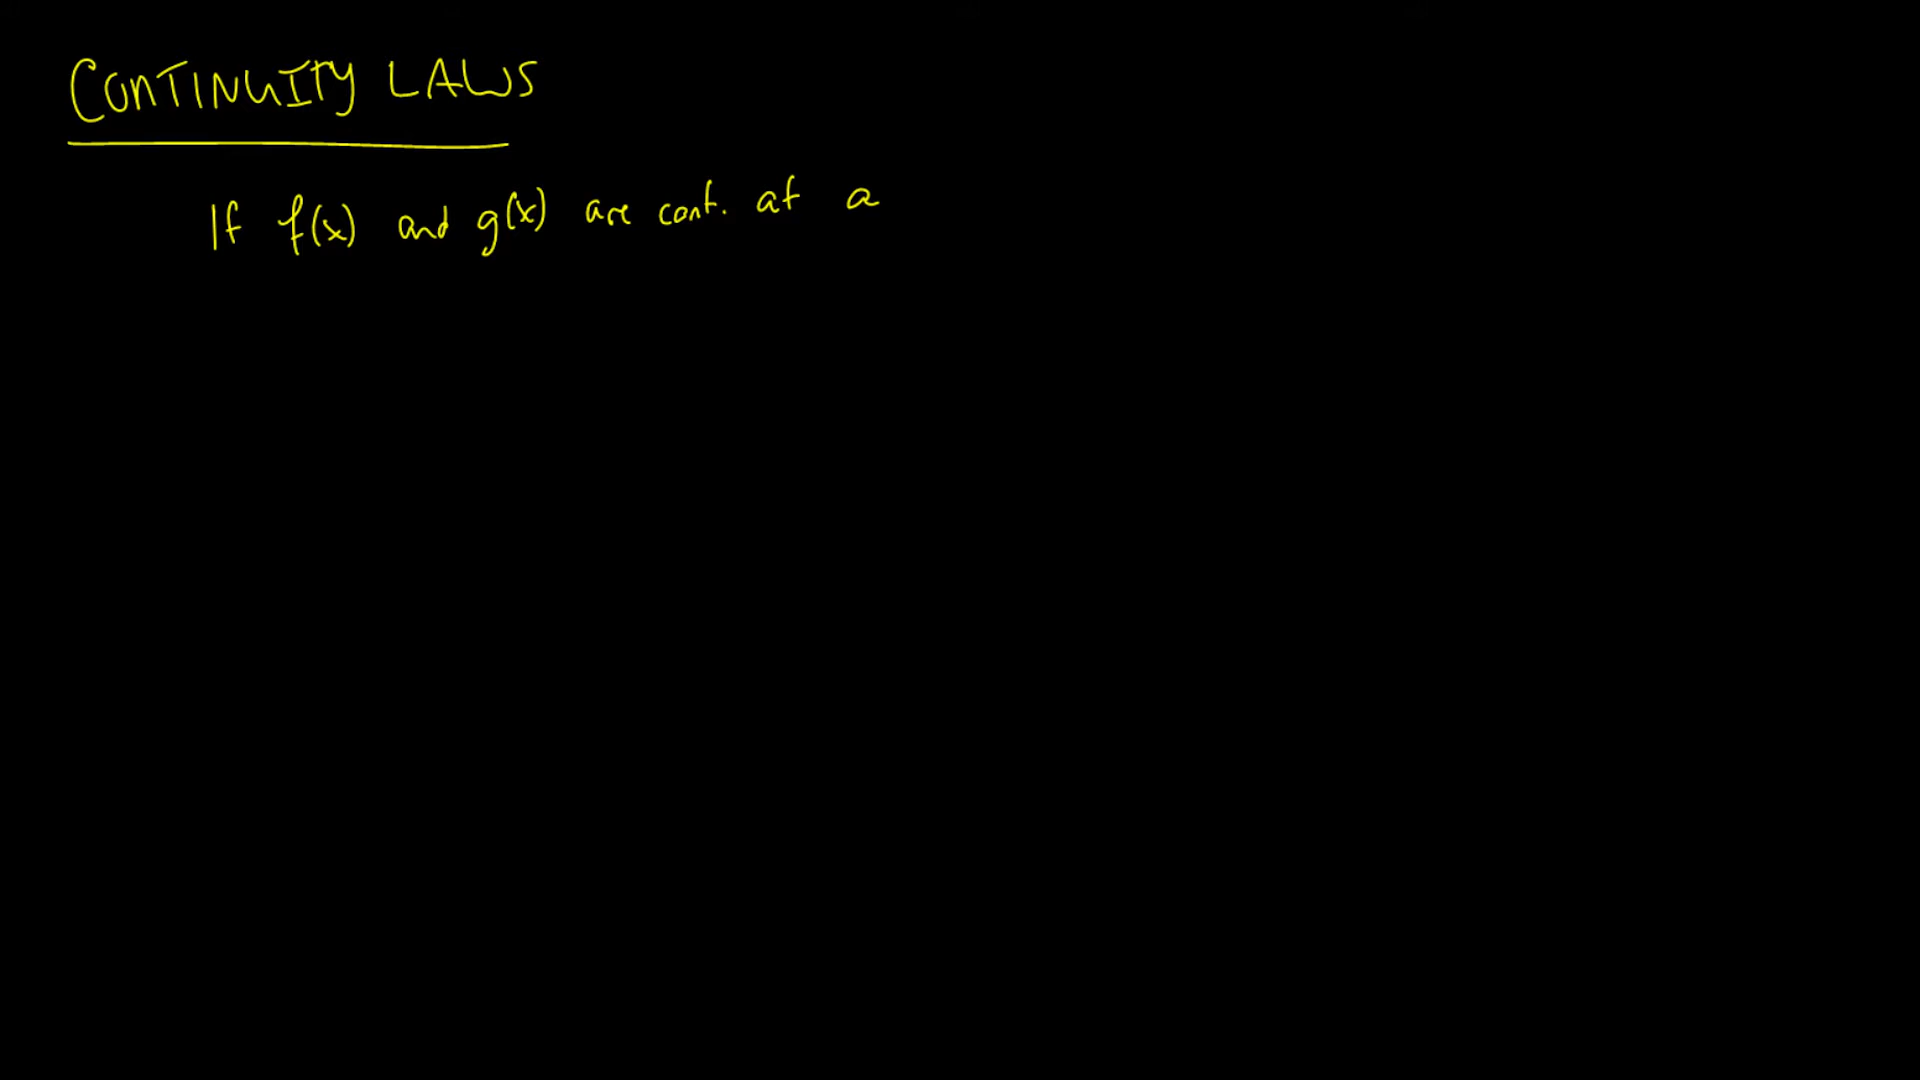 CONTINUITY LAWS
If f(x) and g(x) are cont. at a